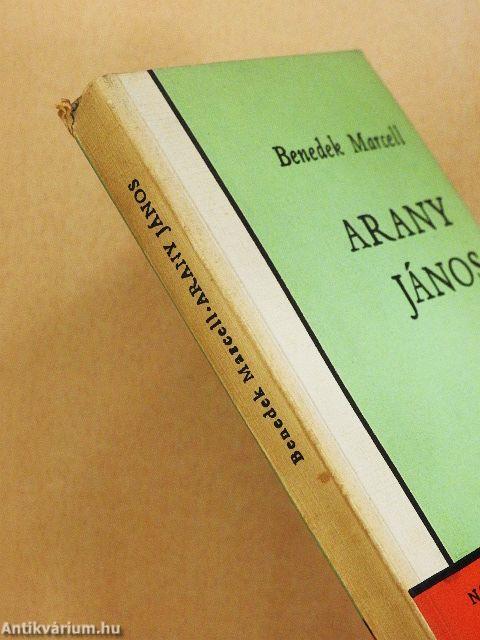 Benedek Marcell
ARANY
JÁNOS
Benedek Marcell. ARANY JÁNOS
Antikvárium.hu